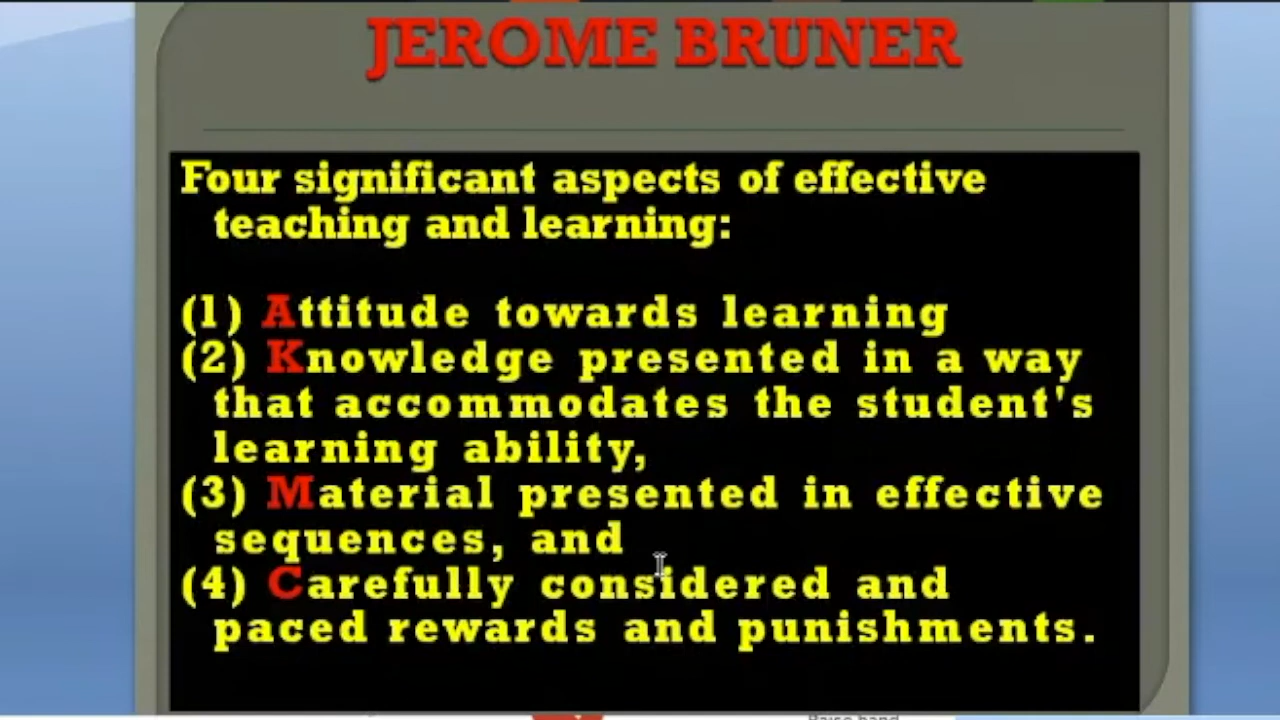 JEROME BRUNER
Four significant aspects of effective
teaching and learning:
(1) Attitude towards learning
(2) Knowledge presented in a way
that accommodates the student's
learning ability,
(3) Material presented in effective
sequences, and
(4) Carefully considered and
paced rewards and punishments.